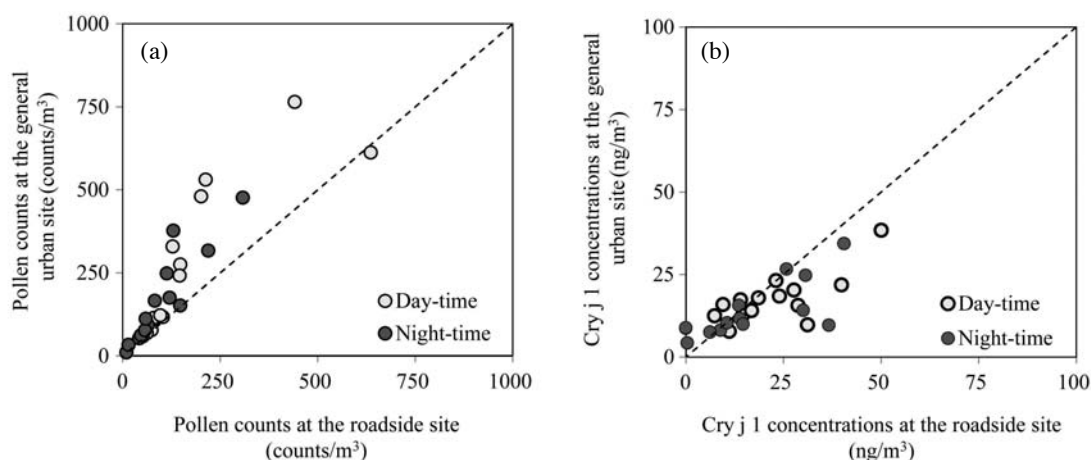 (a)
Pollen counts at the general
urban site (counts/m³)
1000
750
500
250
0
0
250
500
750
1000
Day-time
Night-time
Pollen counts at the roadside site
(counts/m³)
(b)
Cry j 1 concentrations at the general
urban site (ng/m³)
100
75
50
25
0
0
25
50
75
100
Day-time
Night-time
Cry j 1 concentrations at the roadside site
(ng/m³)